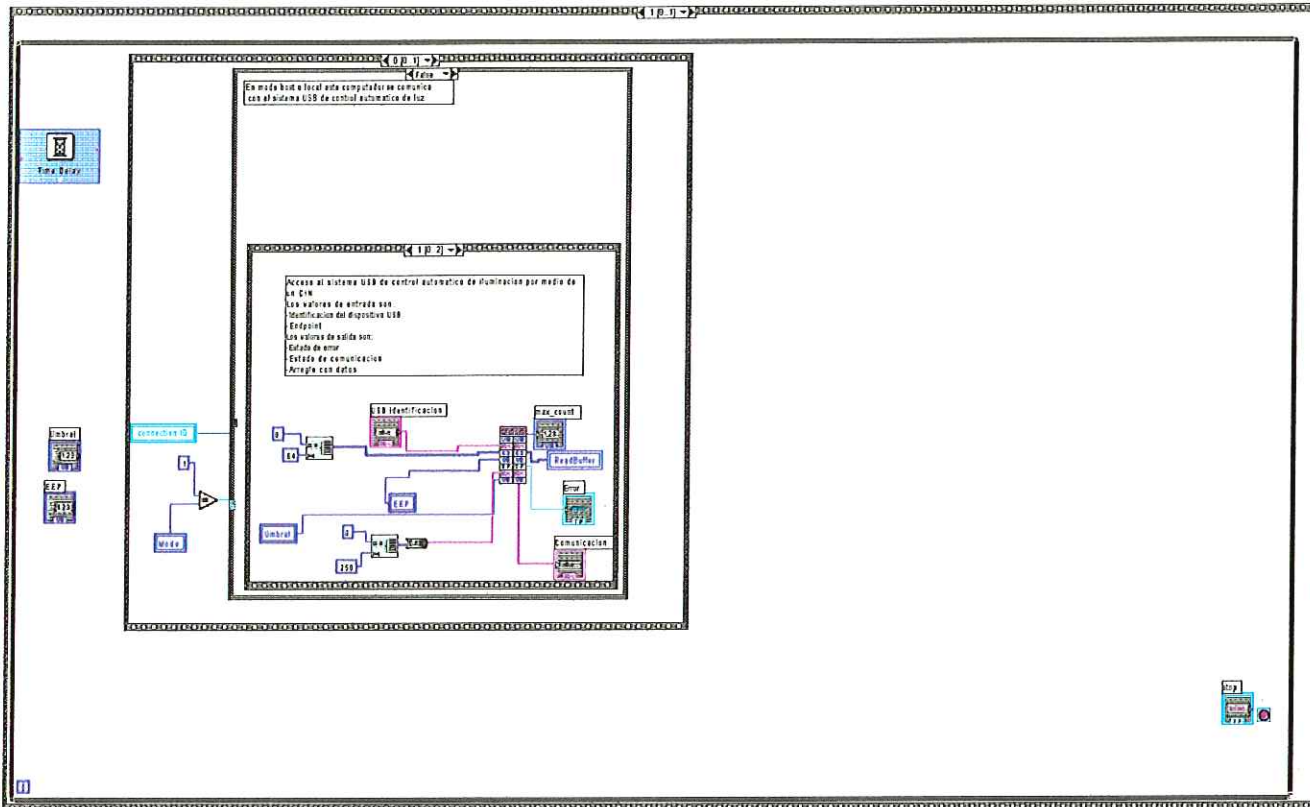 1 [0..1]
0 [0..1]
False
En modo host o local este computador se comunica
con el sistema USB de control automatico de luz
Time Delay
1 [0..2]
Acceso al sistema USB de control automatico de iluminacion por medio de
un CIN
Los valores de entrada son:
-Identificacion del dispositivo USB
-Endpoint
Los valores de salida son:
-Estado de error
-Estado de comunicacion
-Arreglo con datos
USB Identificacion
max_count
Umbral
123
connection ID
0
64
ReadBuffer
1
EEP
123
EEP
Error
Mode
Umbral
0
Comunicacion
250
stop
i